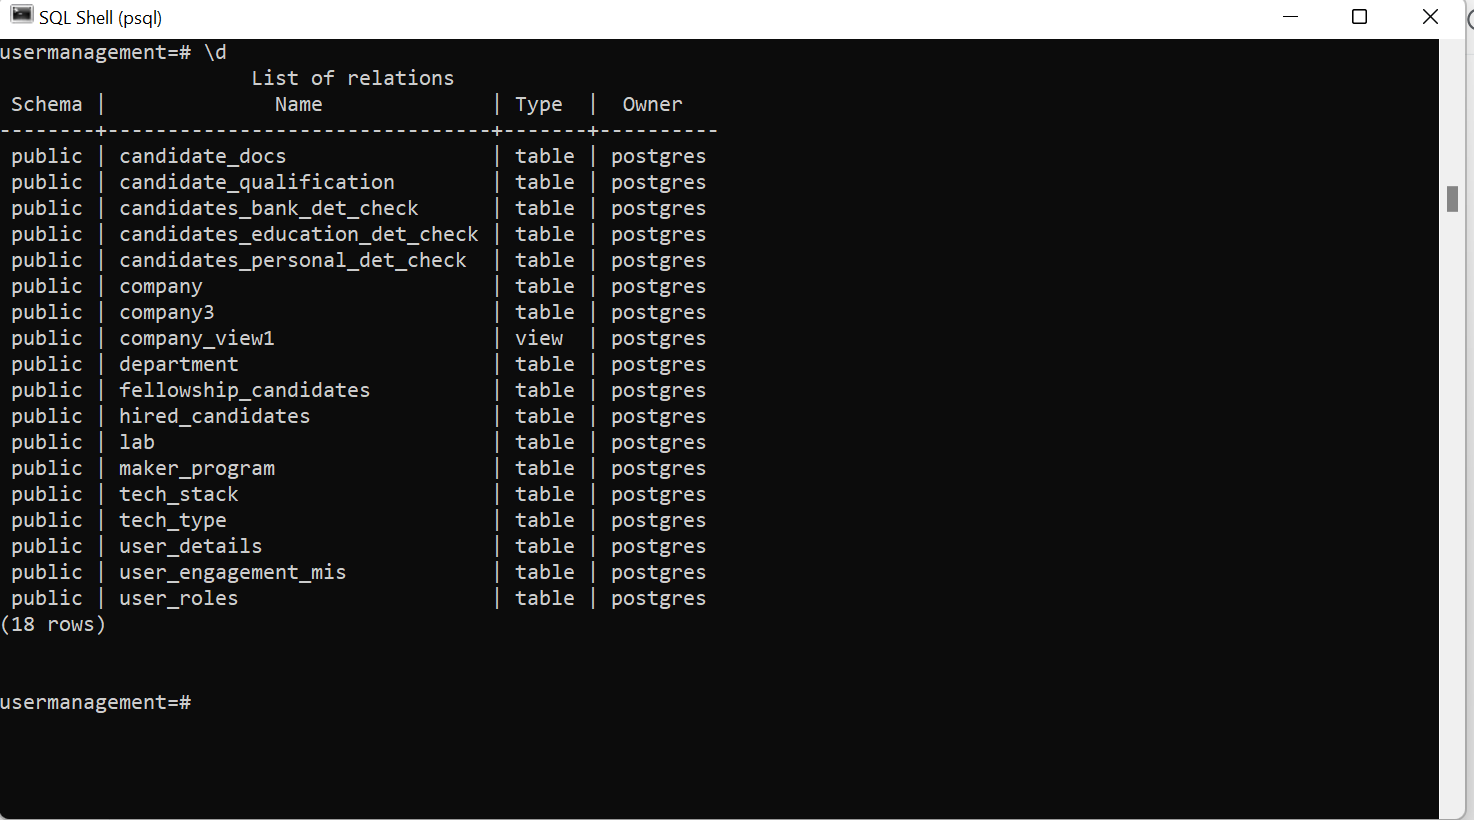 SQL Shell (psql)
usermanagement=# \d
                     List of relations
 Schema |              Name              | Type  |  Owner
--------+--------------------------------+-------+----------
 public | candidate_docs                 | table | postgres
 public | candidate_qualification        | table | postgres
 public | candidates_bank_det_check      | table | postgres
 public | candidates_education_det_check | table | postgres
 public | candidates_personal_det_check  | table | postgres
 public | company                        | table | postgres
 public | company3                       | table | postgres
 public | company_view1                  | view  | postgres
 public | department                     | table | postgres
 public | fellowship_candidates          | table | postgres
 public | hired_candidates               | table | postgres
 public | lab                            | table | postgres
 public | maker_program                  | table | postgres
 public | tech_stack                     | table | postgres
 public | tech_type                      | table | postgres
 public | user_details                   | table | postgres
 public | user_engagement_mis            | table | postgres
 public | user_roles                     | table | postgres
(18 rows)
usermanagement=#